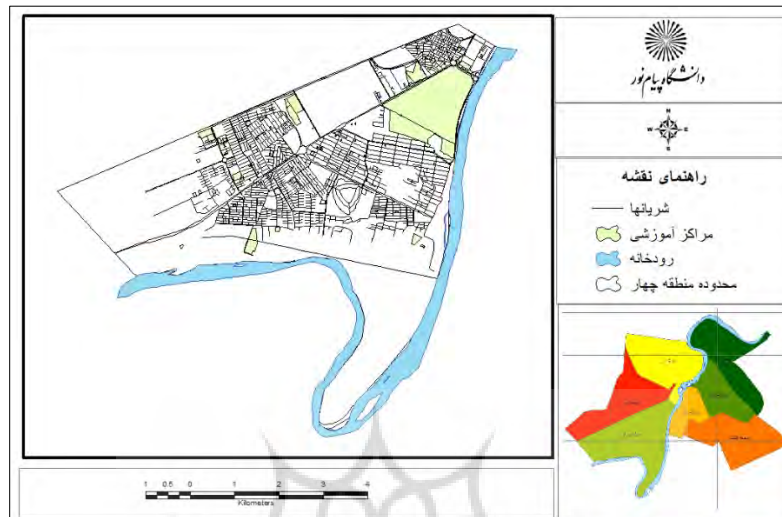 دانشگاه پیام نور
N
W E
S
راهنمای نقشه
شریانها
مراکز آموزشی
رودخانه
محدوده منطقه چهار
1 0.5 0 1 2 3 4
Kilometers